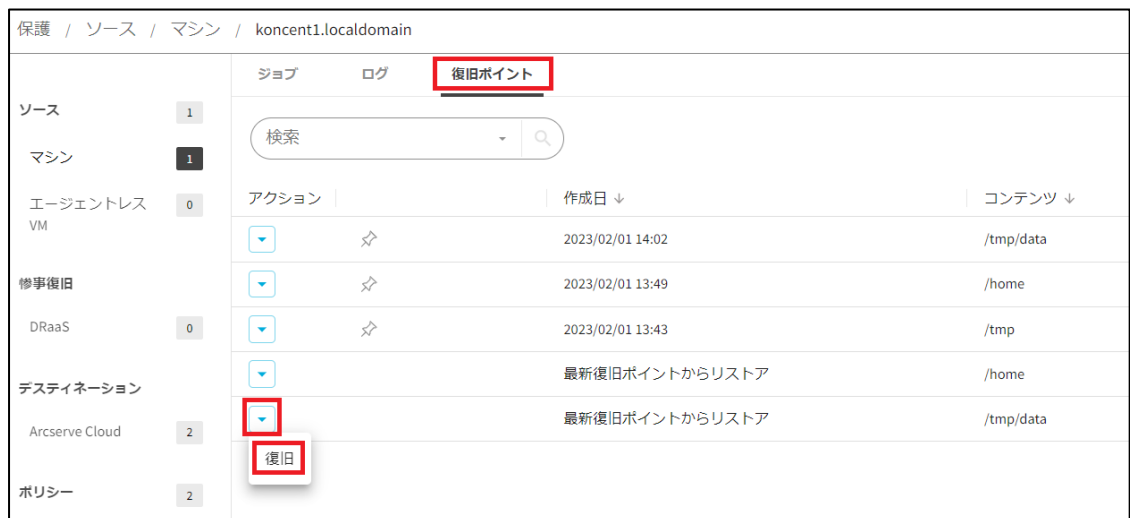 保護 / ソース / マシン / koncent1.localdomain
ジョブ ログ 復旧ポイント
ソース 1
マシン 1
エージェントレス VM 0
惨事復旧
DRaaS 0
デスティネーション
Arcserve Cloud 2
ポリシー 2
検索
アクション 作成日 ↓ コンテンツ ↓
2023/02/01 14:02 /tmp/data
2023/02/01 13:49 /home
2023/02/01 13:43 /tmp
最新復旧ポイントからリストア /home
最新復旧ポイントからリストア /tmp/data
復旧